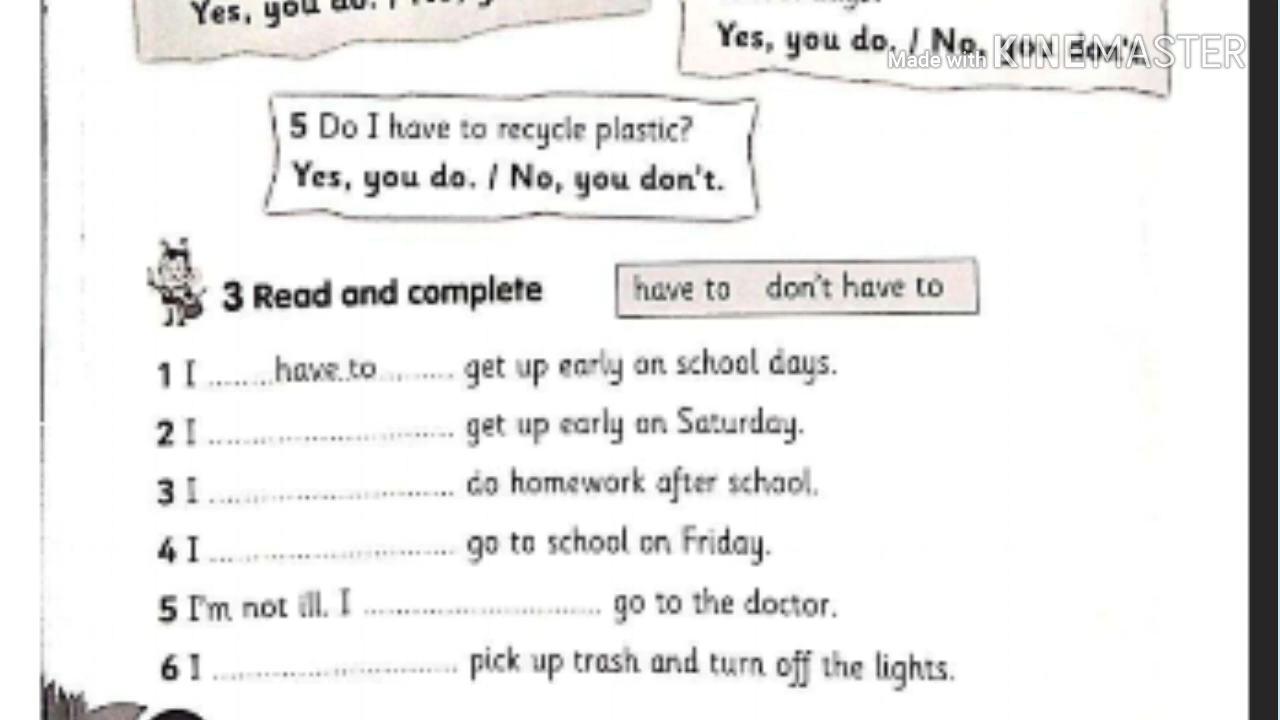 Yes, you do. /
Yes, you do. / No, you don't.
Made with KINEMASTER
5 Do I have to recycle plastic?
Yes, you do. / No, you don't.
3 Read and complete
have to don't have to
1 I ........have to......... get up early on school days.
2 I .................................. get up early on Saturday.
3 I .................................. do homework after school.
4 I .................................. go to school on Friday.
5 I'm not ill. I .................................. go to the doctor.
6 I .................................. pick up trash and turn off the lights.